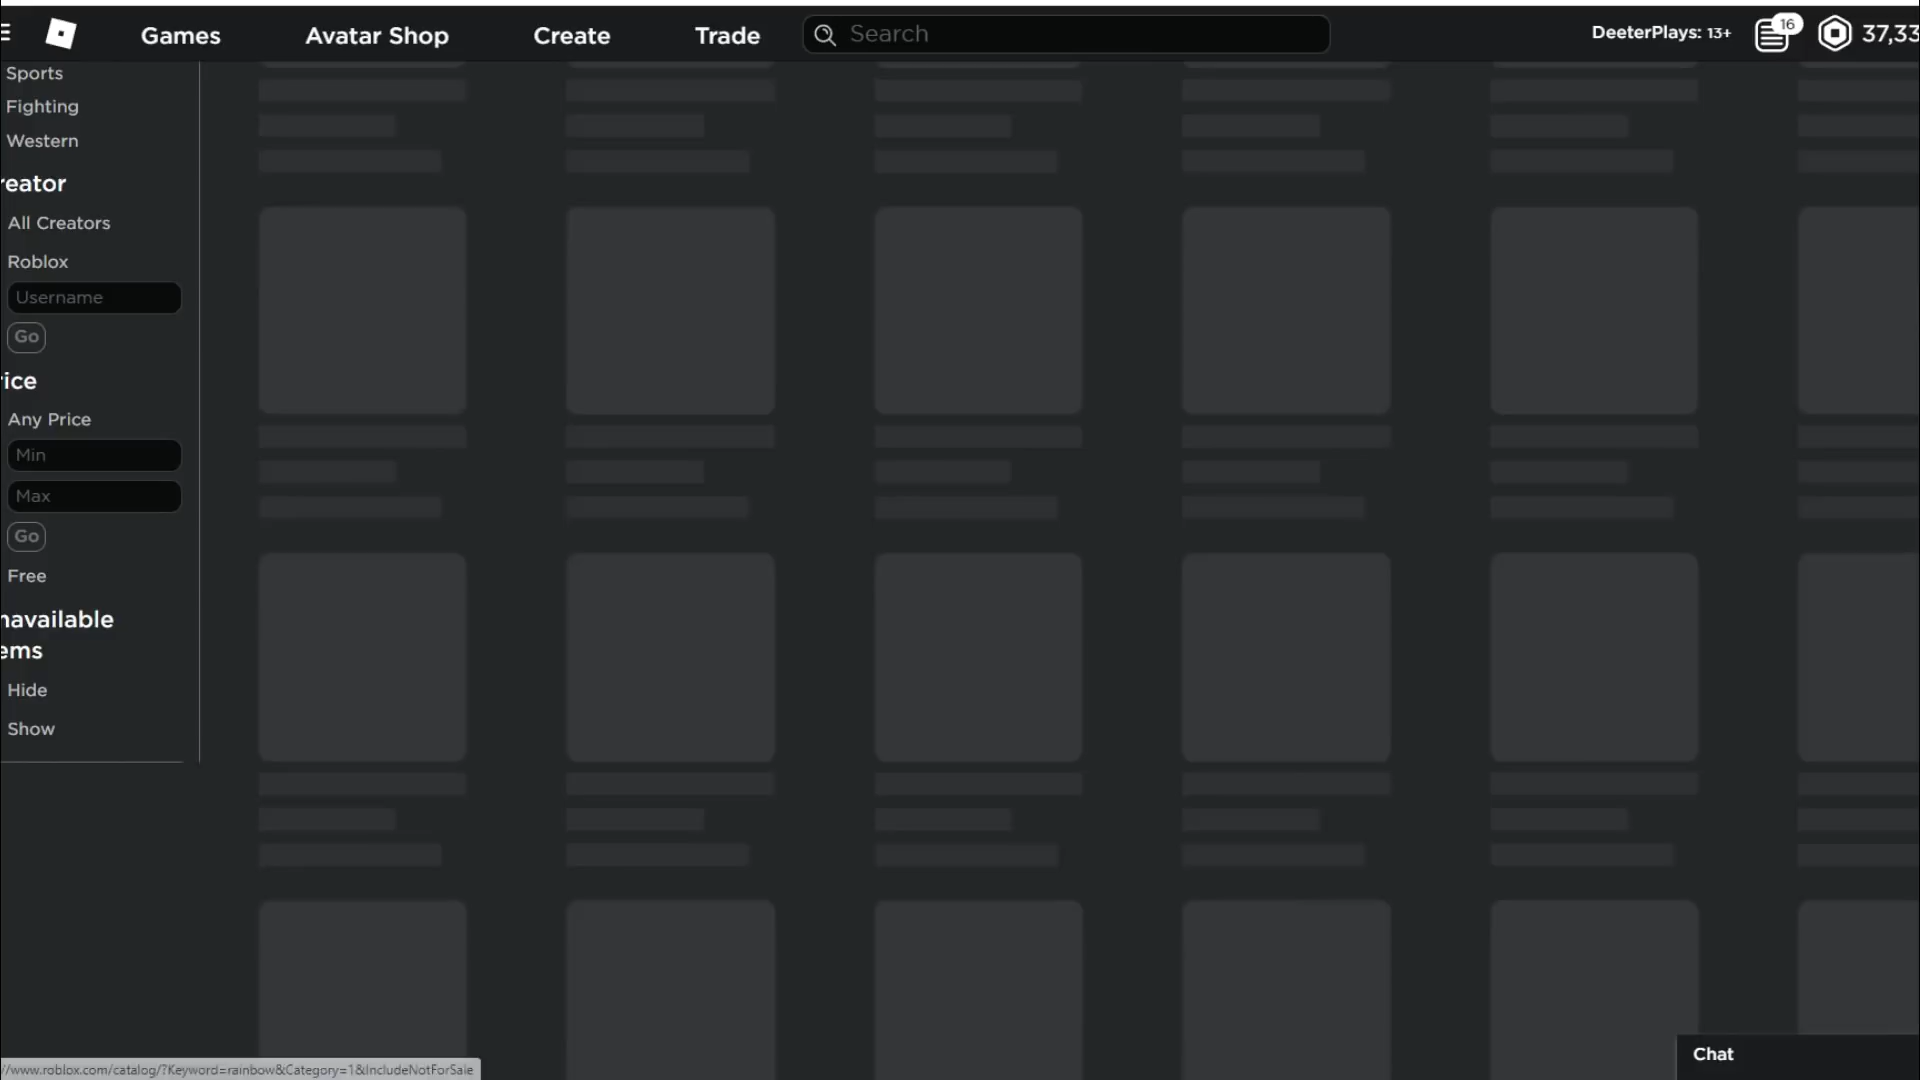 Games Avatar Shop Create Trade Search DeeterPlays: 13+ 16 37,33
Sports
Fighting
Western
reator
All Creators
Roblox
Username
Go
rice
Any Price
Min
Max
Go
Free
navailable
ems
Hide
Show
//www.roblox.com/catalog/?Keyword=rainbow&Category=1&IncludeNotForSale
Chat